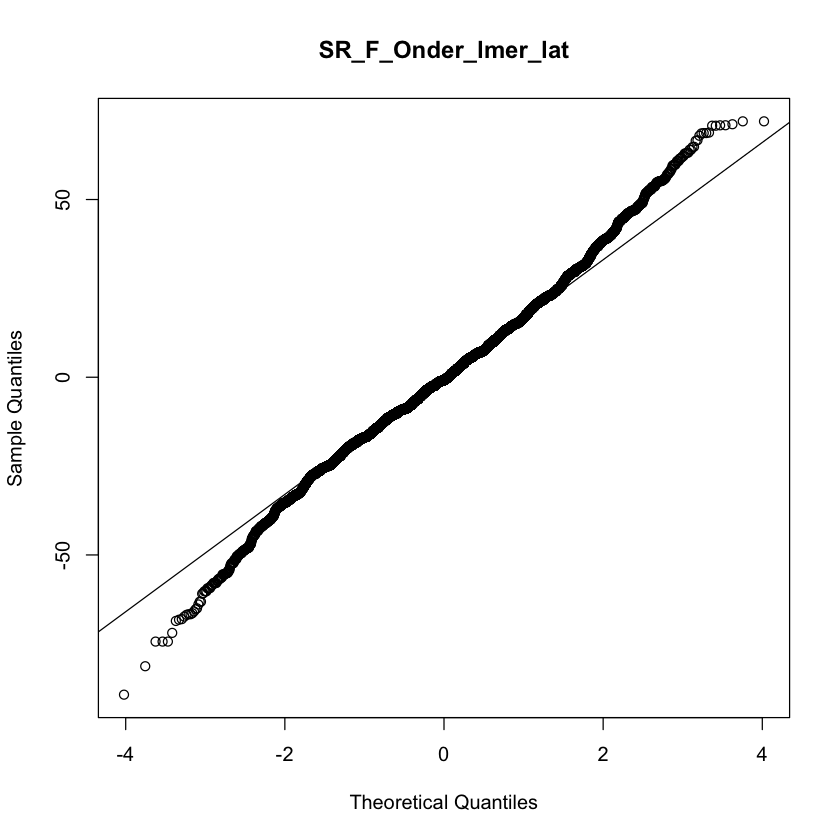 SR_F_Onder_lmer_lat
50
0
-50
Sample Quantiles
-4 -2 0 2 4
Theoretical Quantiles